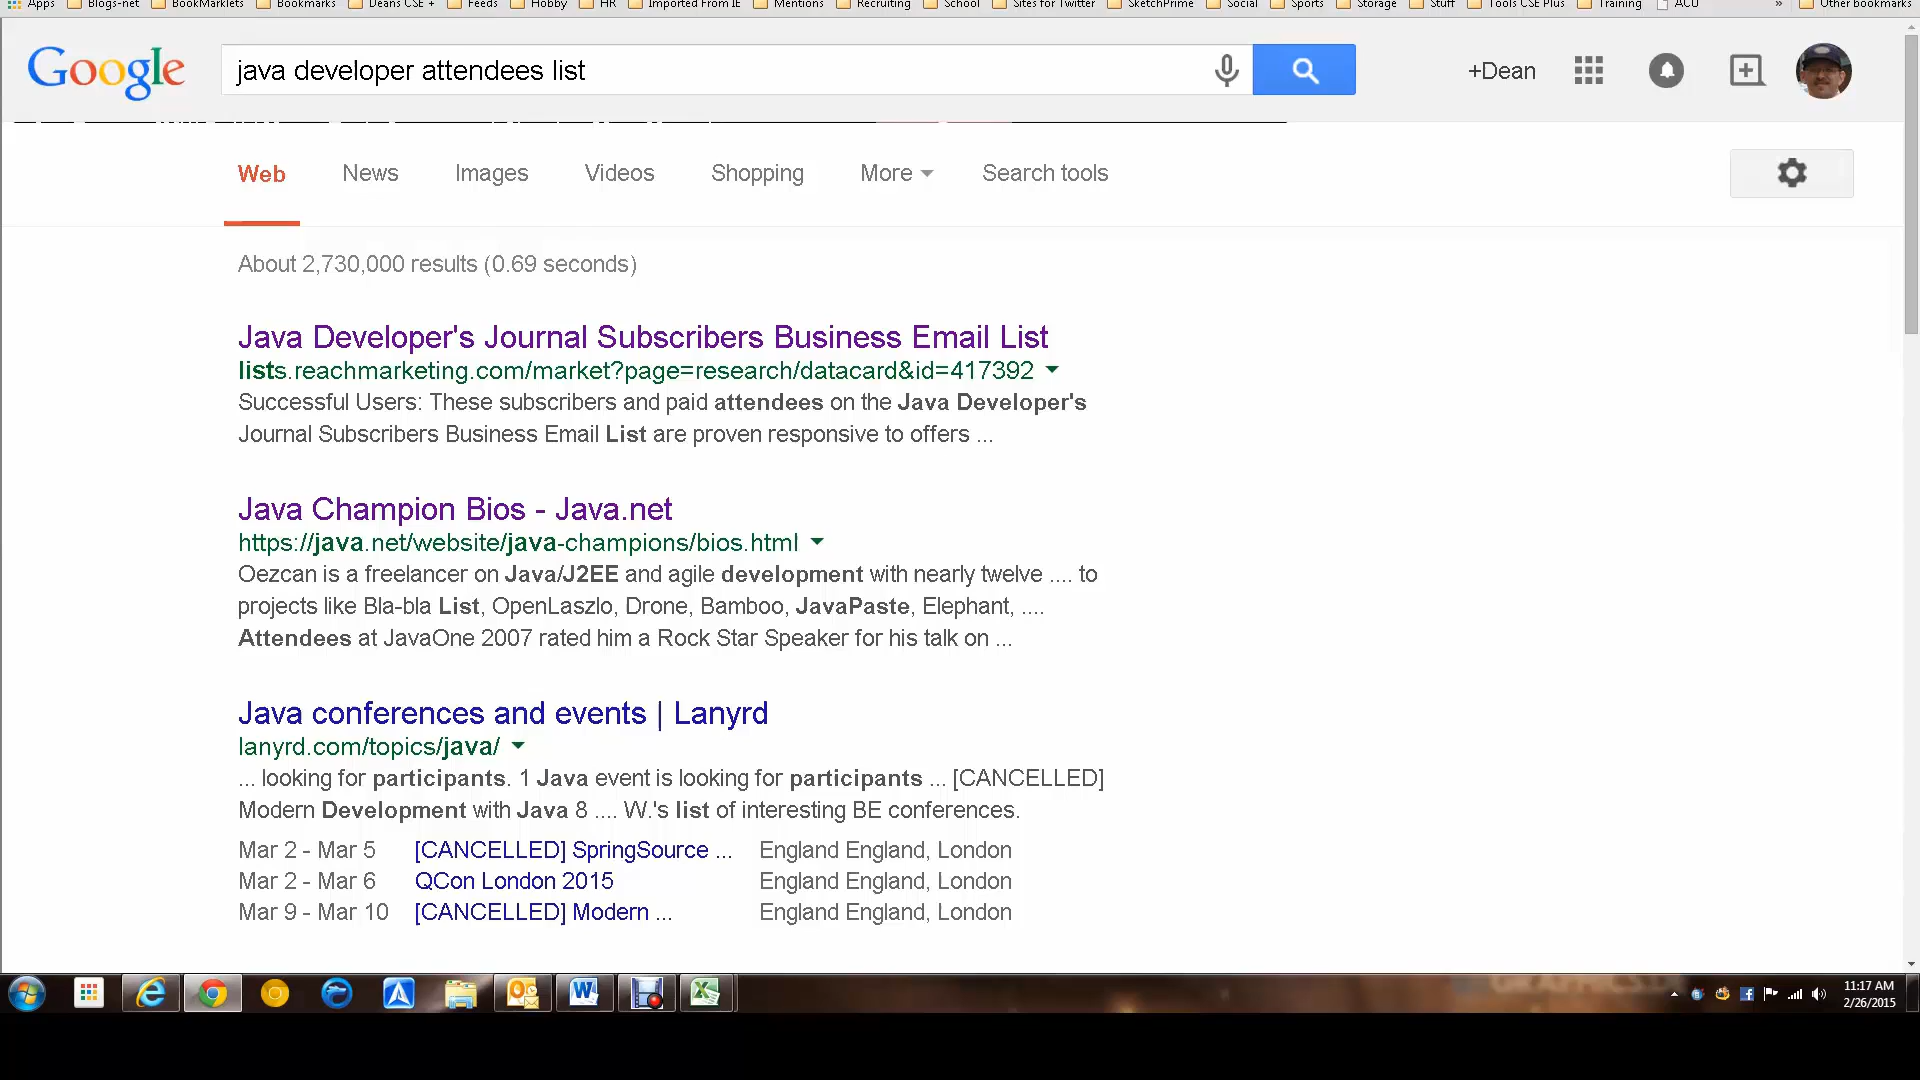 Apps Blogs-net BookMarklets Bookmarks Deans CSE + Feeds Hobby HR Imported From IE Mentions Recruiting School Sites for Twitter SketchPrime Social Sports Storage Stuff Tools CSE Plus Training ACU » Other bookmarks
Google java developer attendees list +Dean
Web News Images Videos Shopping More Search tools
About 2,730,000 results (0.69 seconds)
Java Developer's Journal Subscribers Business Email List
lists.reachmarketing.com/market?page=research/datacard&id=417392
Successful Users: These subscribers and paid attendees on the Java Developer's
Journal Subscribers Business Email List are proven responsive to offers ...
Java Champion Bios - Java.net
https://java.net/website/java-champions/bios.html
Oezcan is a freelancer on Java/J2EE and agile development with nearly twelve .... to
projects like Bla-bla List, OpenLaszlo, Drone, Bamboo, JavaPaste, Elephant, ....
Attendees at JavaOne 2007 rated him a Rock Star Speaker for his talk on ...
Java conferences and events | Lanyrd
lanyrd.com/topics/java/
... looking for participants. 1 Java event is looking for participants ... [CANCELLED]
Modern Development with Java 8 .... W.'s list of interesting BE conferences.
Mar 2 - Mar 5 [CANCELLED] SpringSource ... England England, London
Mar 2 - Mar 6 QCon London 2015 England England, London
Mar 9 - Mar 10 [CANCELLED] Modern ... England England, London
11:17 AM
2/26/2015